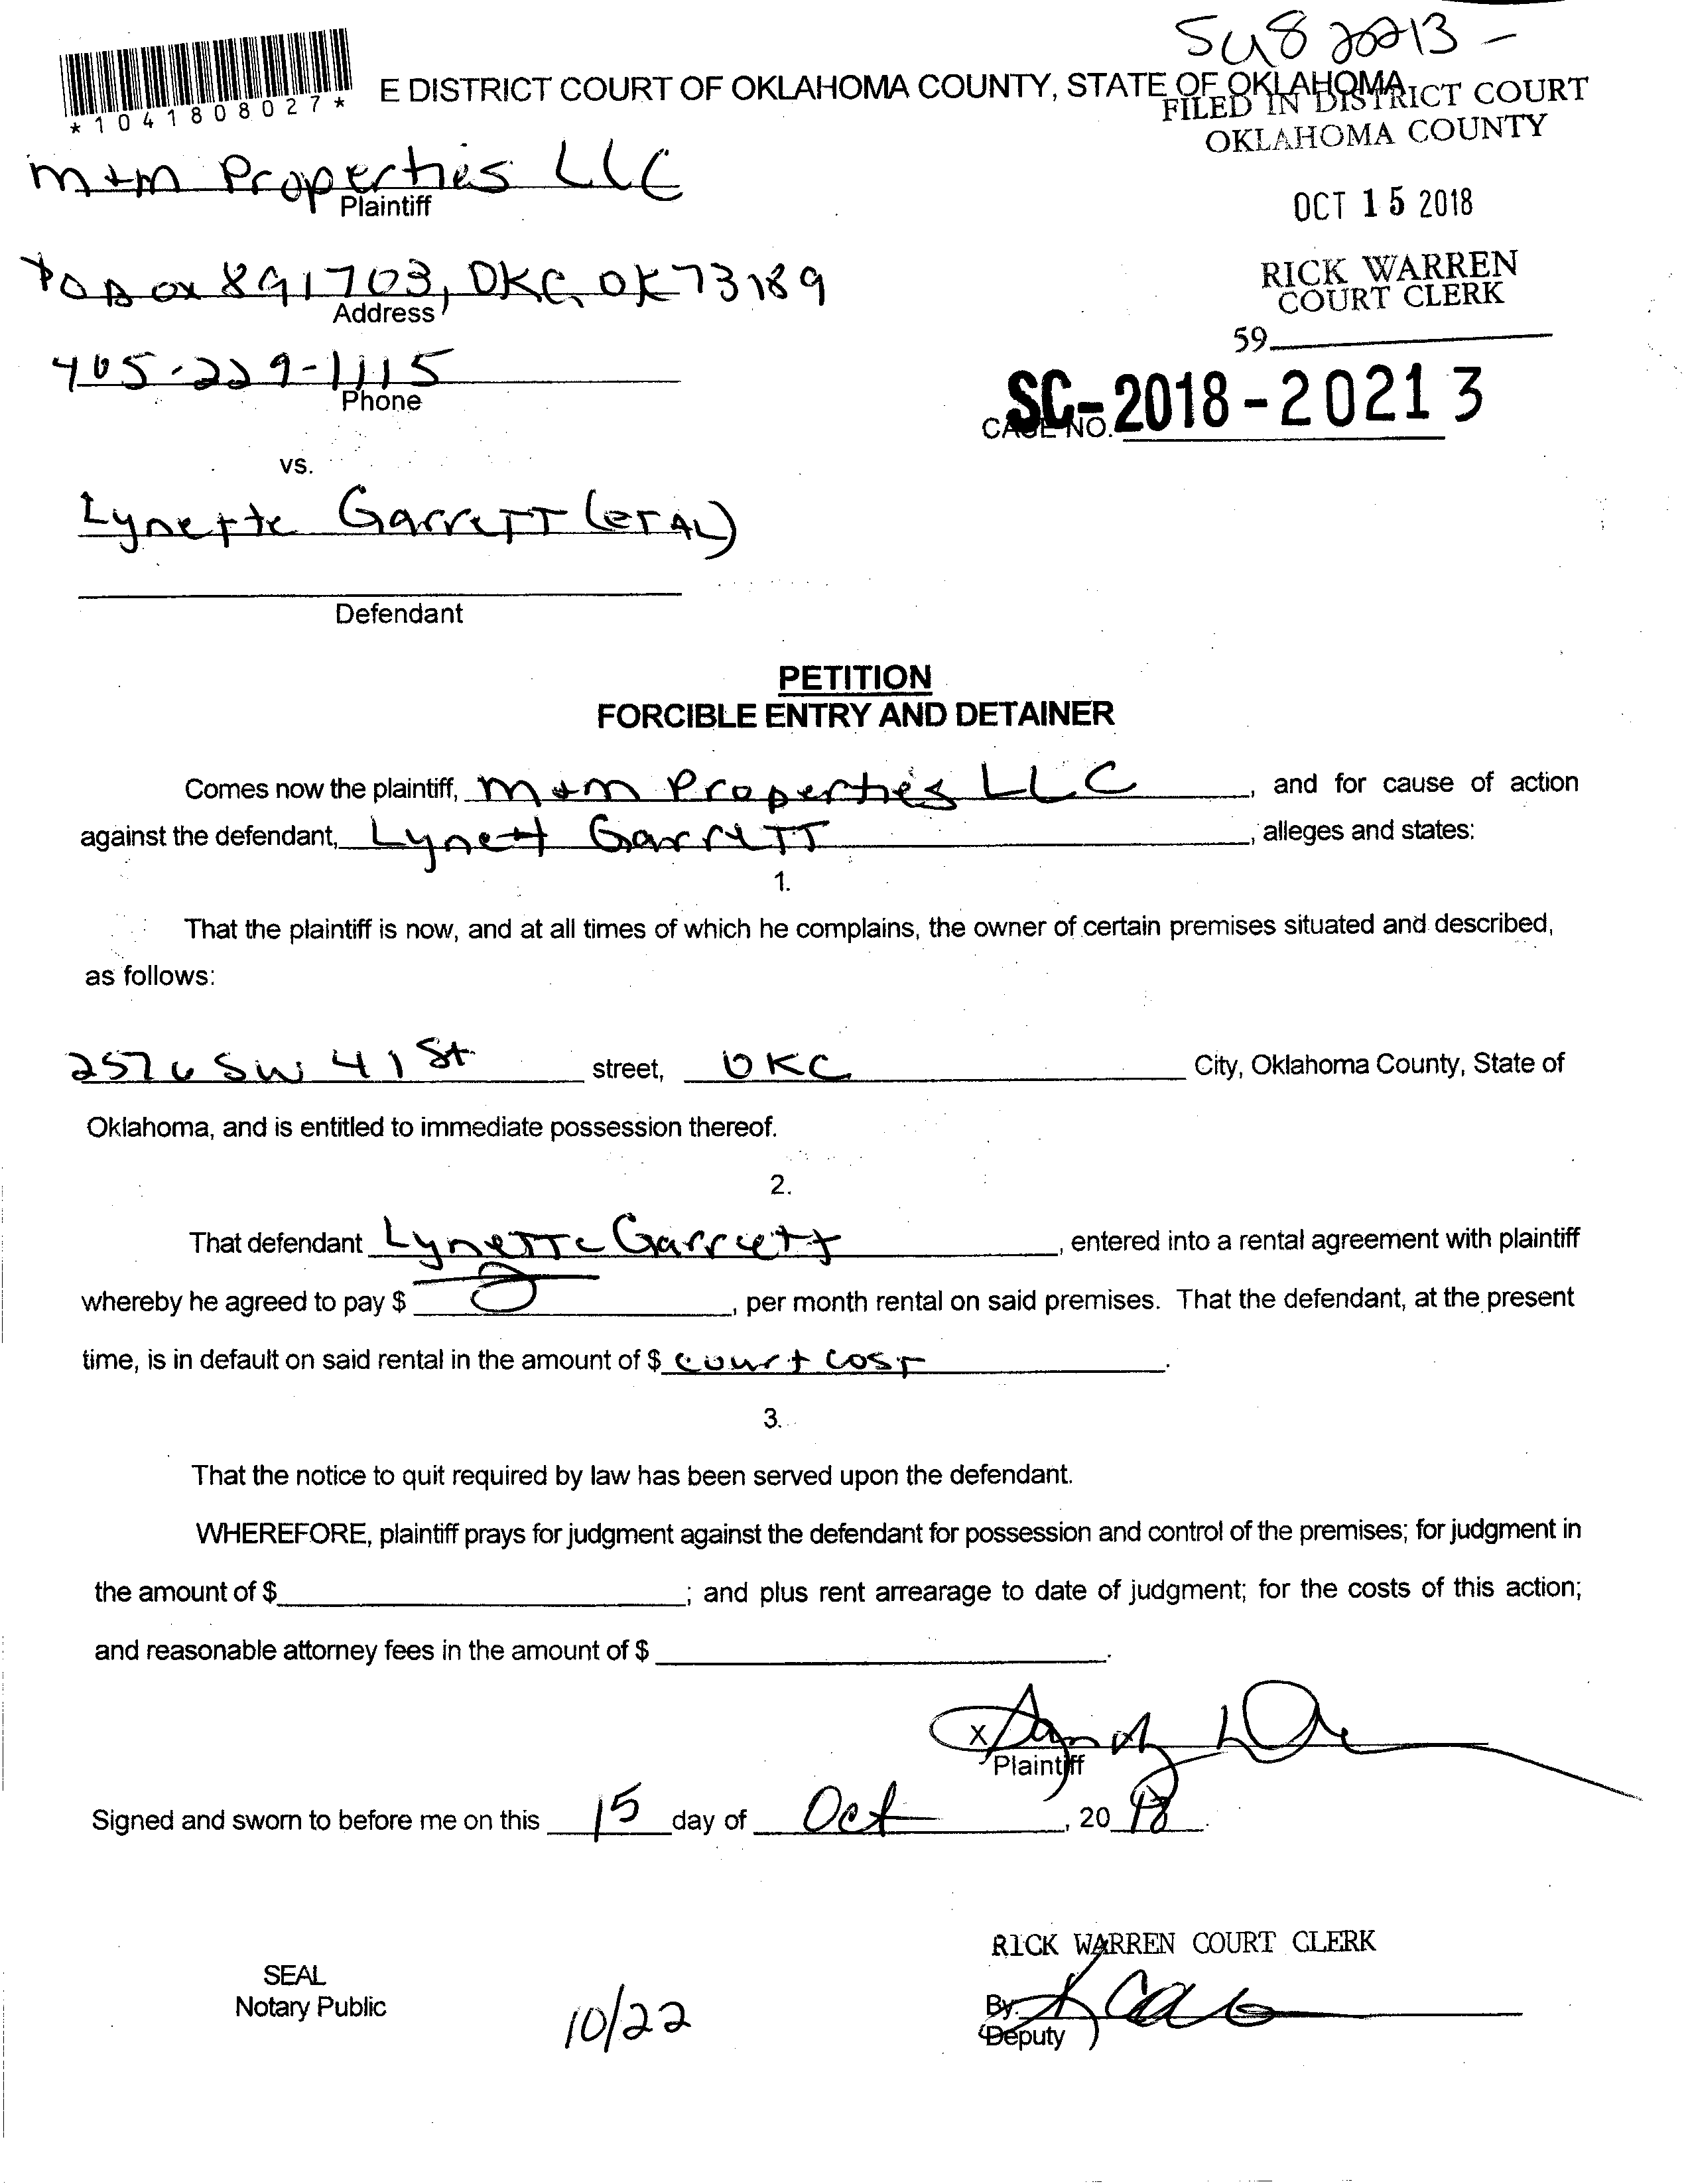 *1041808027*
E DISTRICT COURT OF OKLAHOMA COUNTY, STATE OF OKLAHOMA
FILED IN DISTRICT COURT
OKLAHOMA COUNTY
m+m Properties LLC
Plaintiff
OCT 15 2018
PO Box 891703, OKC, OK 73189
Address
RICK WARREN
COURT CLERK
59
405-229-1115
Phone
CASE NO. SC-2018-20213
vs.
Lynette Garrett (et AL)
Defendant
PETITION
FORCIBLE ENTRY AND DETAINER
Comes now the plaintiff, m+m Properties LLC, and for cause of action
against the defendant, Lynett Garrett, alleges and states:
1.
That the plaintiff is now, and at all times of which he complains, the owner of certain premises situated and described,
as follows:
2576 SW 41 St street, OKC City, Oklahoma County, State of
Oklahoma, and is entitled to immediate possession thereof.
2.
That defendant Lynette Garrett, entered into a rental agreement with plaintiff
whereby he agreed to pay $, per month rental on said premises. That the defendant, at the present
time, is in default on said rental in the amount of $ court cost.
3.
That the notice to quit required by law has been served upon the defendant.
WHEREFORE, plaintiff prays for judgment against the defendant for possession and control of the premises; for judgment in
the amount of $; and plus rent arrearage to date of judgment; for the costs of this action;
and reasonable attorney fees in the amount of $.
X
Plaintiff
Signed and sworn to before me on this 15 day of Oct, 2018.
RICK WARREN COURT CLERK
SEAL
Notary Public
10/22
By:
Deputy